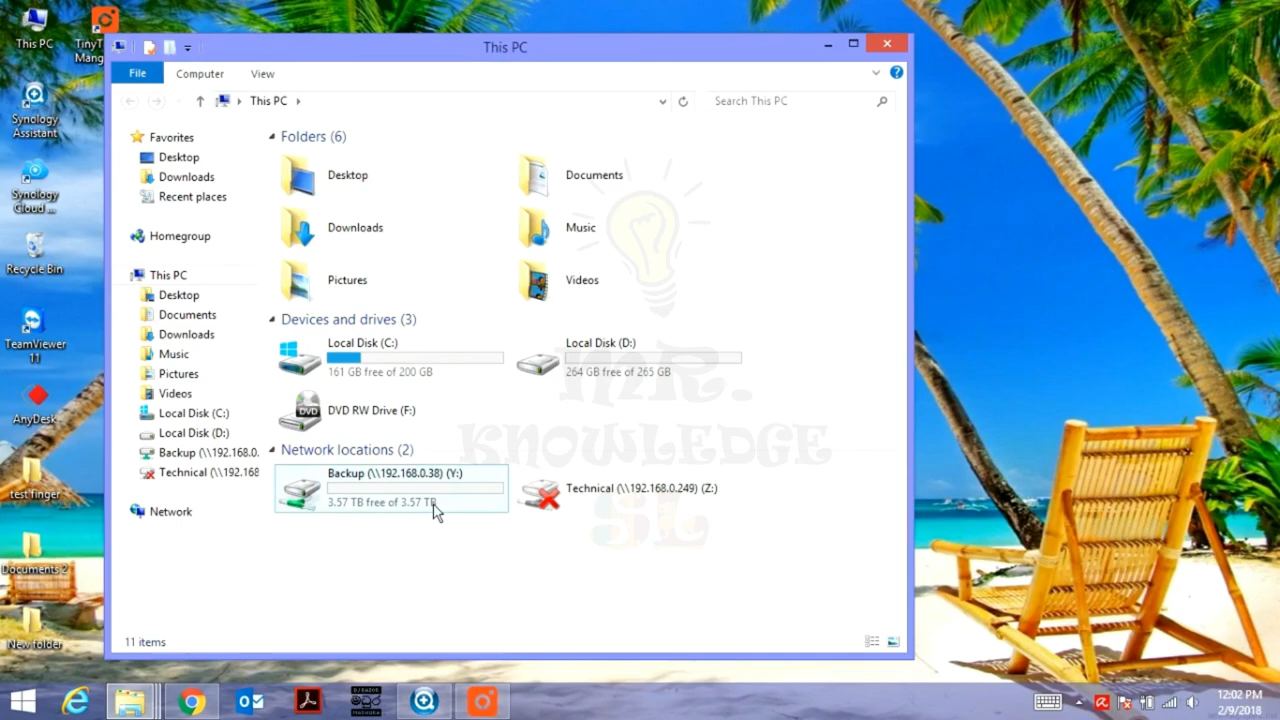 This PC
TinyT
Mang
Synology
Assistant
Synology
Cloud ...
Recycle Bin
TeamViewer
11
AnyDesk
test finger
Documents 2
New folder
This PC
File
Computer
View
This PC
Search This PC
Favorites
Desktop
Downloads
Recent places
Homegroup
This PC
Desktop
Documents
Downloads
Music
Pictures
Videos
Local Disk (C:)
Local Disk (D:)
Backup (\\192.168.0.
Technical (\\192.168
Network
Folders (6)
Desktop
Documents
Downloads
Music
Pictures
Videos
Devices and drives (3)
Local Disk (C:)
161 GB free of 200 GB
Local Disk (D:)
264 GB free of 265 GB
DVD
DVD RW Drive (F:)
Network locations (2)
Backup (\\192.168.0.38) (Y:)
3.57 TB free of 3.57 TB
Technical (\\192.168.0.249) (Z:)
MR.
KNOWLEDGE
SL
11 items
12:02 PM
2/9/2018